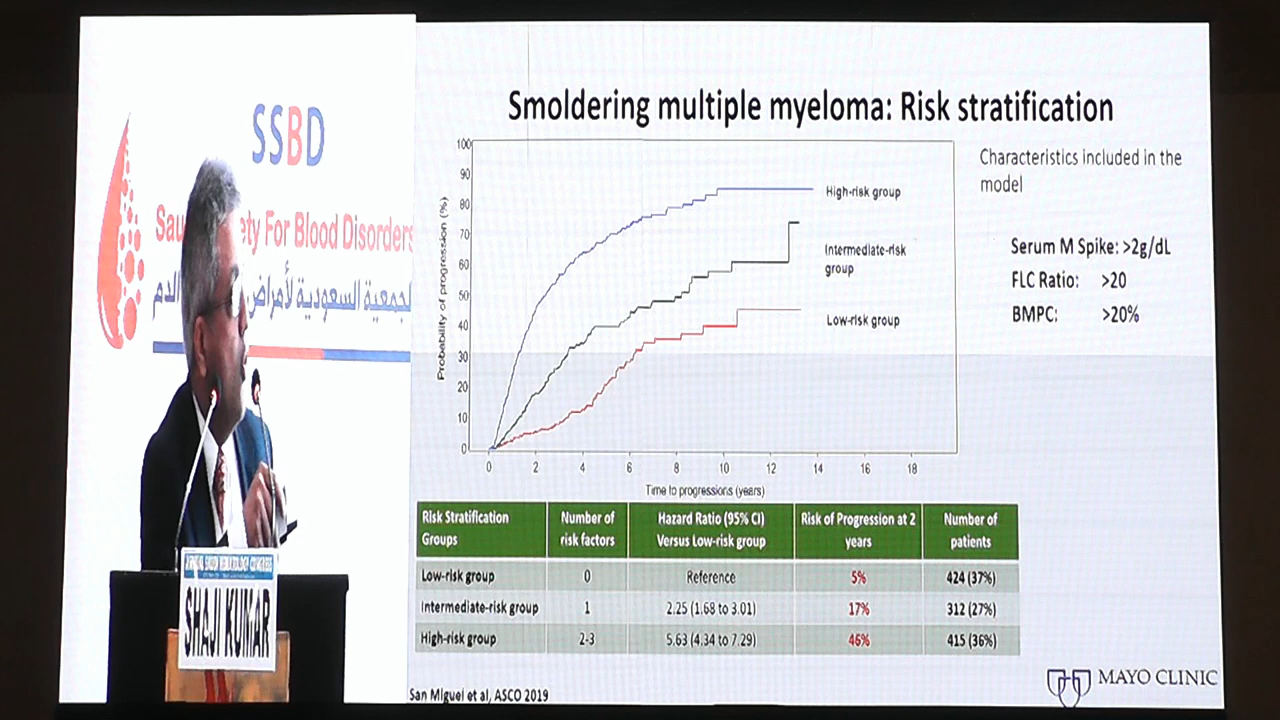 SSBD
Sau ety For Blood Disorders
الجمعية السعودية لأمراض الدم
SHAJI KUMAR
Smoldering multiple myeloma: Risk stratification
Probability of progression (%)
100
90
80
70
60
50
40
30
20
10
0
0 2 4 6 8 10 12 14 16 18
Time to progressions (years)
High-risk group
Intermediate-risk
group
Low-risk group
Characteristics included in the
model
Serum M Spike: >2g/dL
FLC Ratio: >20
BMPC: >20%
Risk Stratification Groups Number of risk factors Hazard Ratio (95% CI) Versus Low-risk group Risk of Progression at 2 years Number of patients
Low-risk group 0 Reference 5% 424 (37%)
Intermediate-risk group 1 2.25 (1.68 to 3.01) 17% 312 (27%)
High-risk group 2-3 5.63 (4.34 to 7.29) 46% 415 (36%)
San Miguel et al, ASCO 2019
MAYO CLINIC